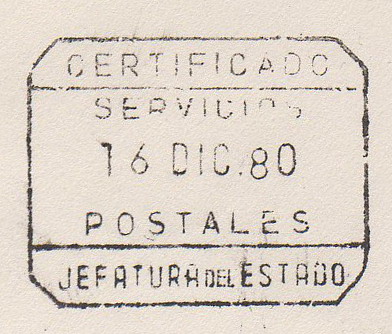 CERTIFICADO
SERVICIOS
16 DIC. 80
POSTALES
JEFATURA DEL ESTADO